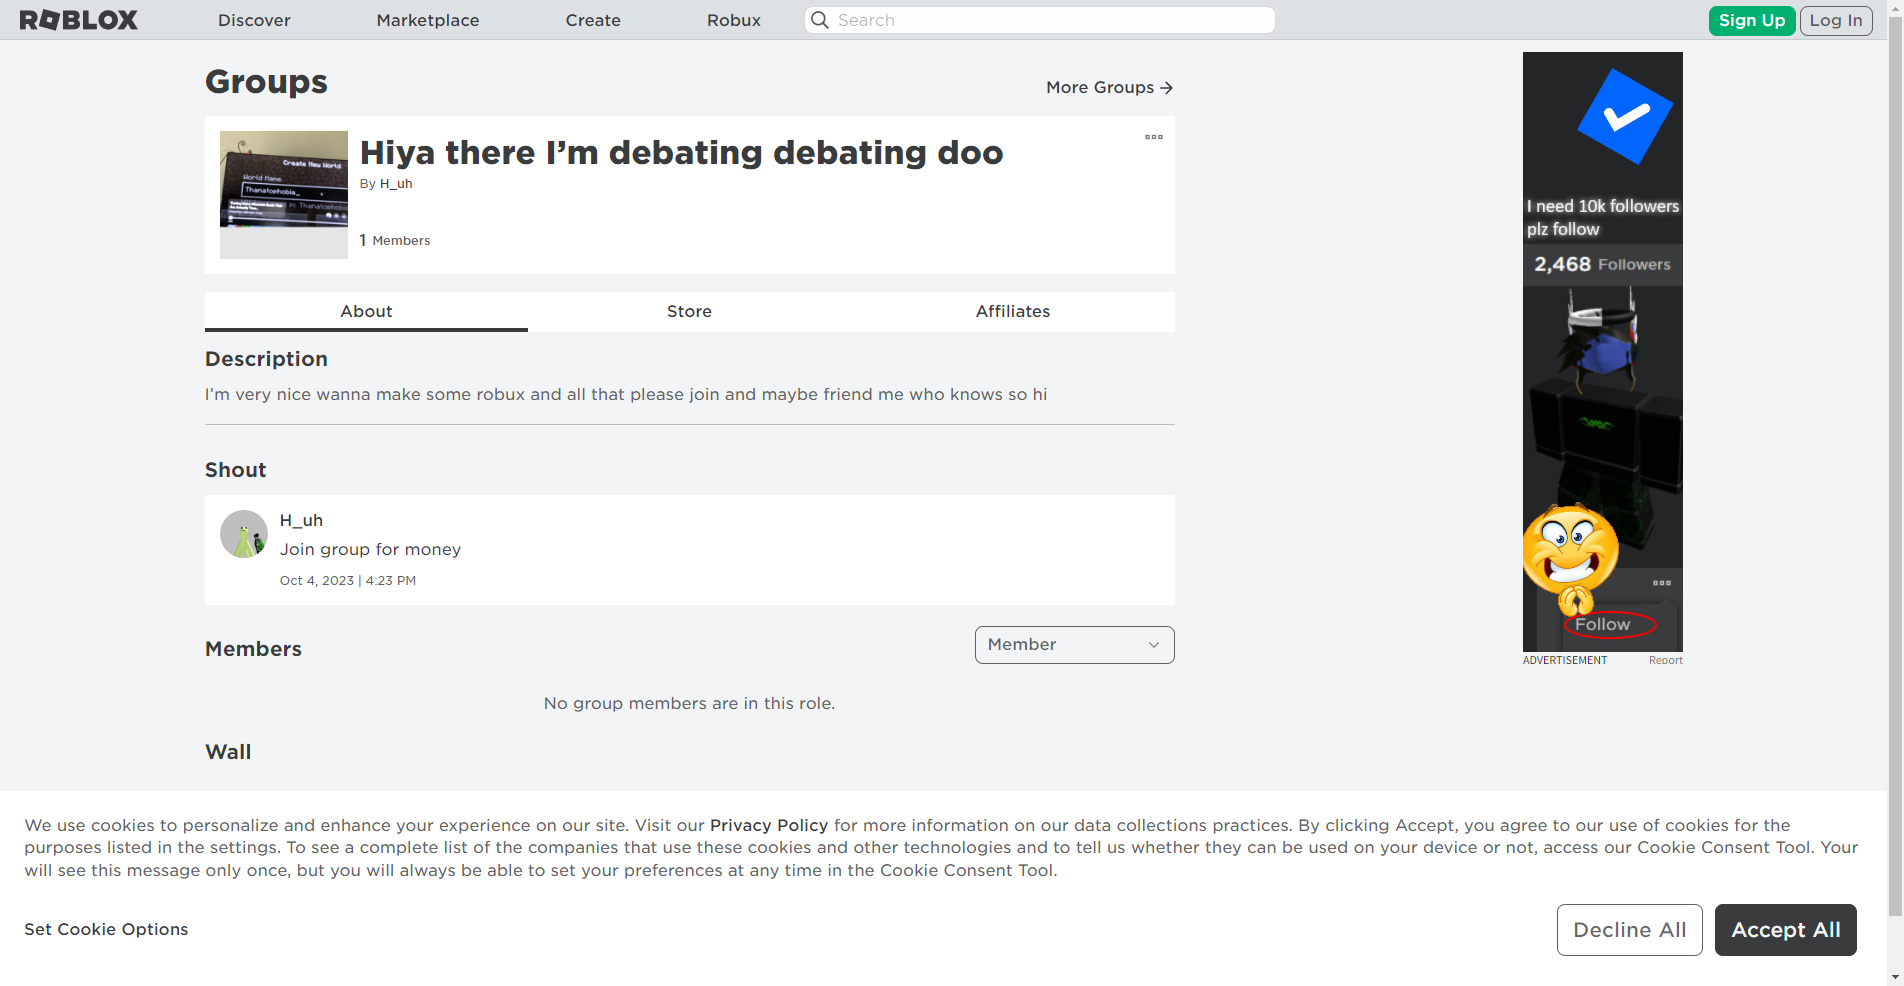 ROBLOX
Discover
Marketplace
Create
Robux
Search
Sign Up
Log In
Groups
More Groups
Create New World
World Name
Thanatophobia_
Hiya there I'm debating debating doo
By H_uh
1 Members
About
Store
Affiliates
Description
I'm very nice wanna make some robux and all that please join and maybe friend me who knows so hi
Shout
H_uh
Join group for money
Oct 4, 2023 | 4:23 PM
Members
Member
No group members are in this role.
Wall
I need 10k followers
plz follow
2,468 Followers
Follow
ADVERTISEMENT
Report
We use cookies to personalize and enhance your experience on our site. Visit our Privacy Policy for more information on our data collections practices. By clicking Accept, you agree to our use of cookies for the
purposes listed in the settings. To see a complete list of the companies that use these cookies and other technologies and to tell us whether they can be used on your device or not, access our Cookie Consent Tool. Your
will see this message only once, but you will always be able to set your preferences at any time in the Cookie Consent Tool.
Set Cookie Options
Decline All
Accept All